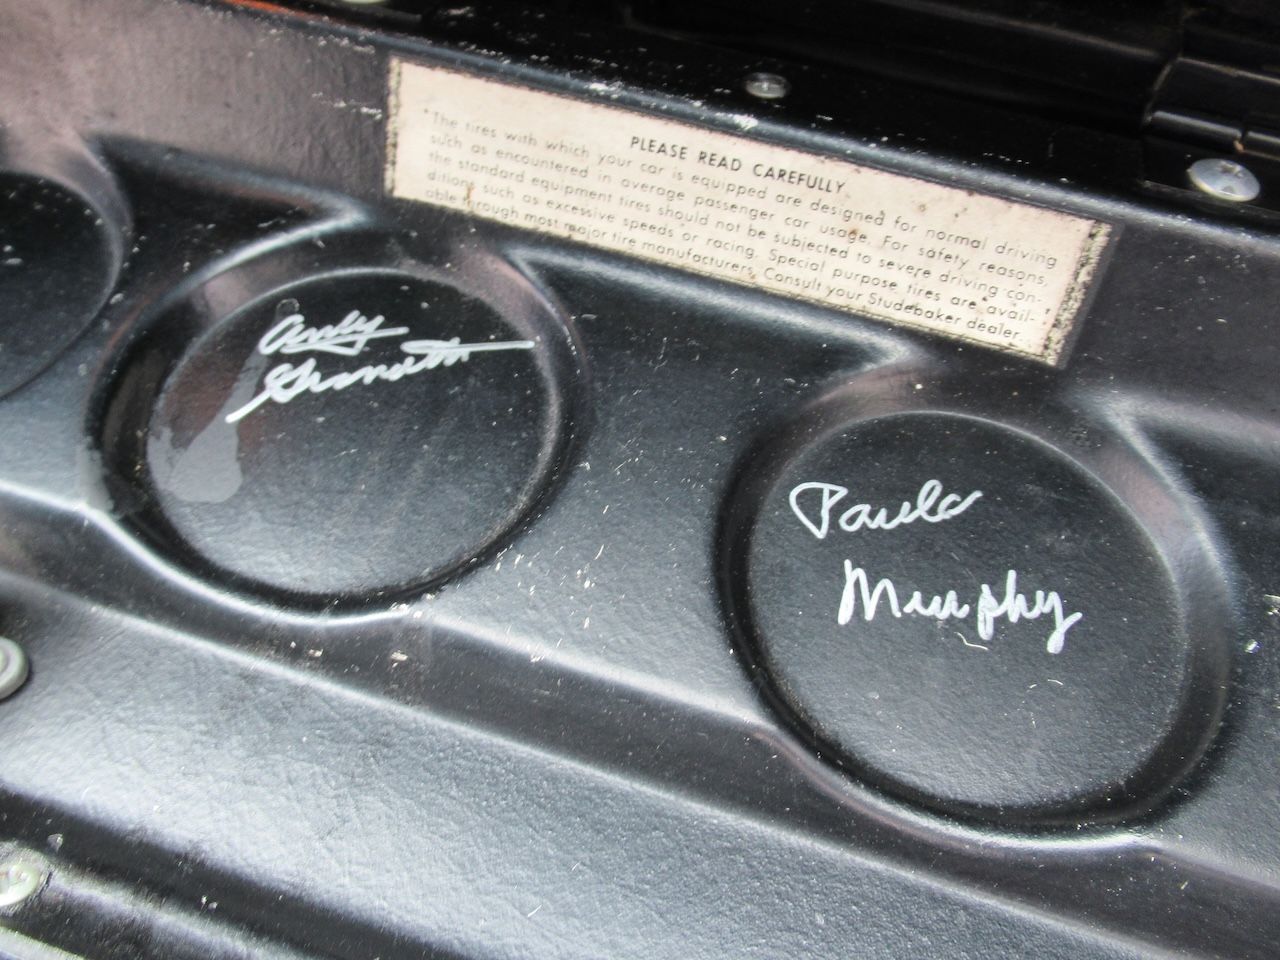 PLEASE READ CAREFULLY
"The tires with which your car is equipped are designed for normal driving
such as encountered in average passenger car usage. For safety reasons,
the standard equipment tires should not be subjected to severe driving con-
ditions such as excessive speeds or racing. Special purpose tires are avail-
able through most major tire manufacturers. Consult your Studebaker dealer.
Andy
Granatelli
Paula
Murphy